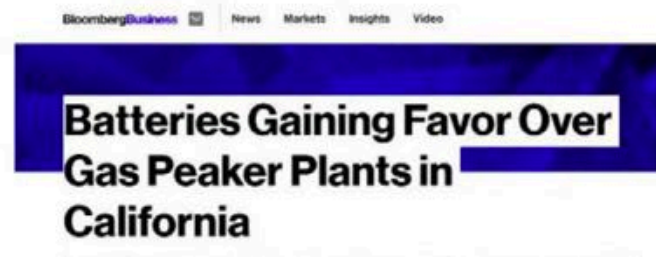 BloombergBusiness News Markets Insights Video
Batteries Gaining Favor Over
Gas Peaker Plants in
California